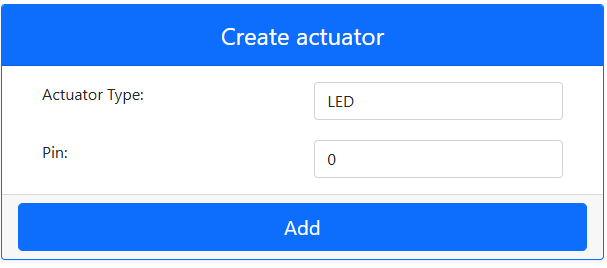 Create actuator
Actuator Type: LED
Pin: 0
Add